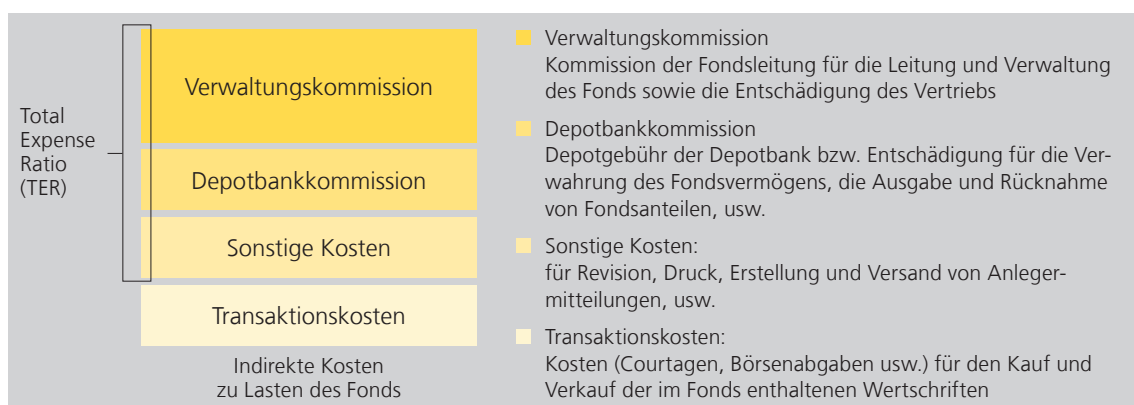 Total
Expense
Ratio
(TER)
Verwaltungskommission
Depotbankkommission
Sonstige Kosten
Transaktionskosten
Indirekte Kosten
zu Lasten des Fonds
Verwaltungskommission
Kommission der Fondsleitung für die Leitung und Verwaltung
des Fonds sowie die Entschädigung des Vertriebs
Depotbankkommission
Depotgebühr der Depotbank bzw. Entschädigung für die Ver-
wahrung des Fondsvermögens, die Ausgabe und Rücknahme
von Fondsanteilen, usw.
Sonstige Kosten:
für Revision, Druck, Erstellung und Versand von Anleger-
mitteilungen, usw.
Transaktionskosten:
Kosten (Courtagen, Börsenabgaben usw.) für den Kauf und
Verkauf der im Fonds enthaltenen Wertschriften